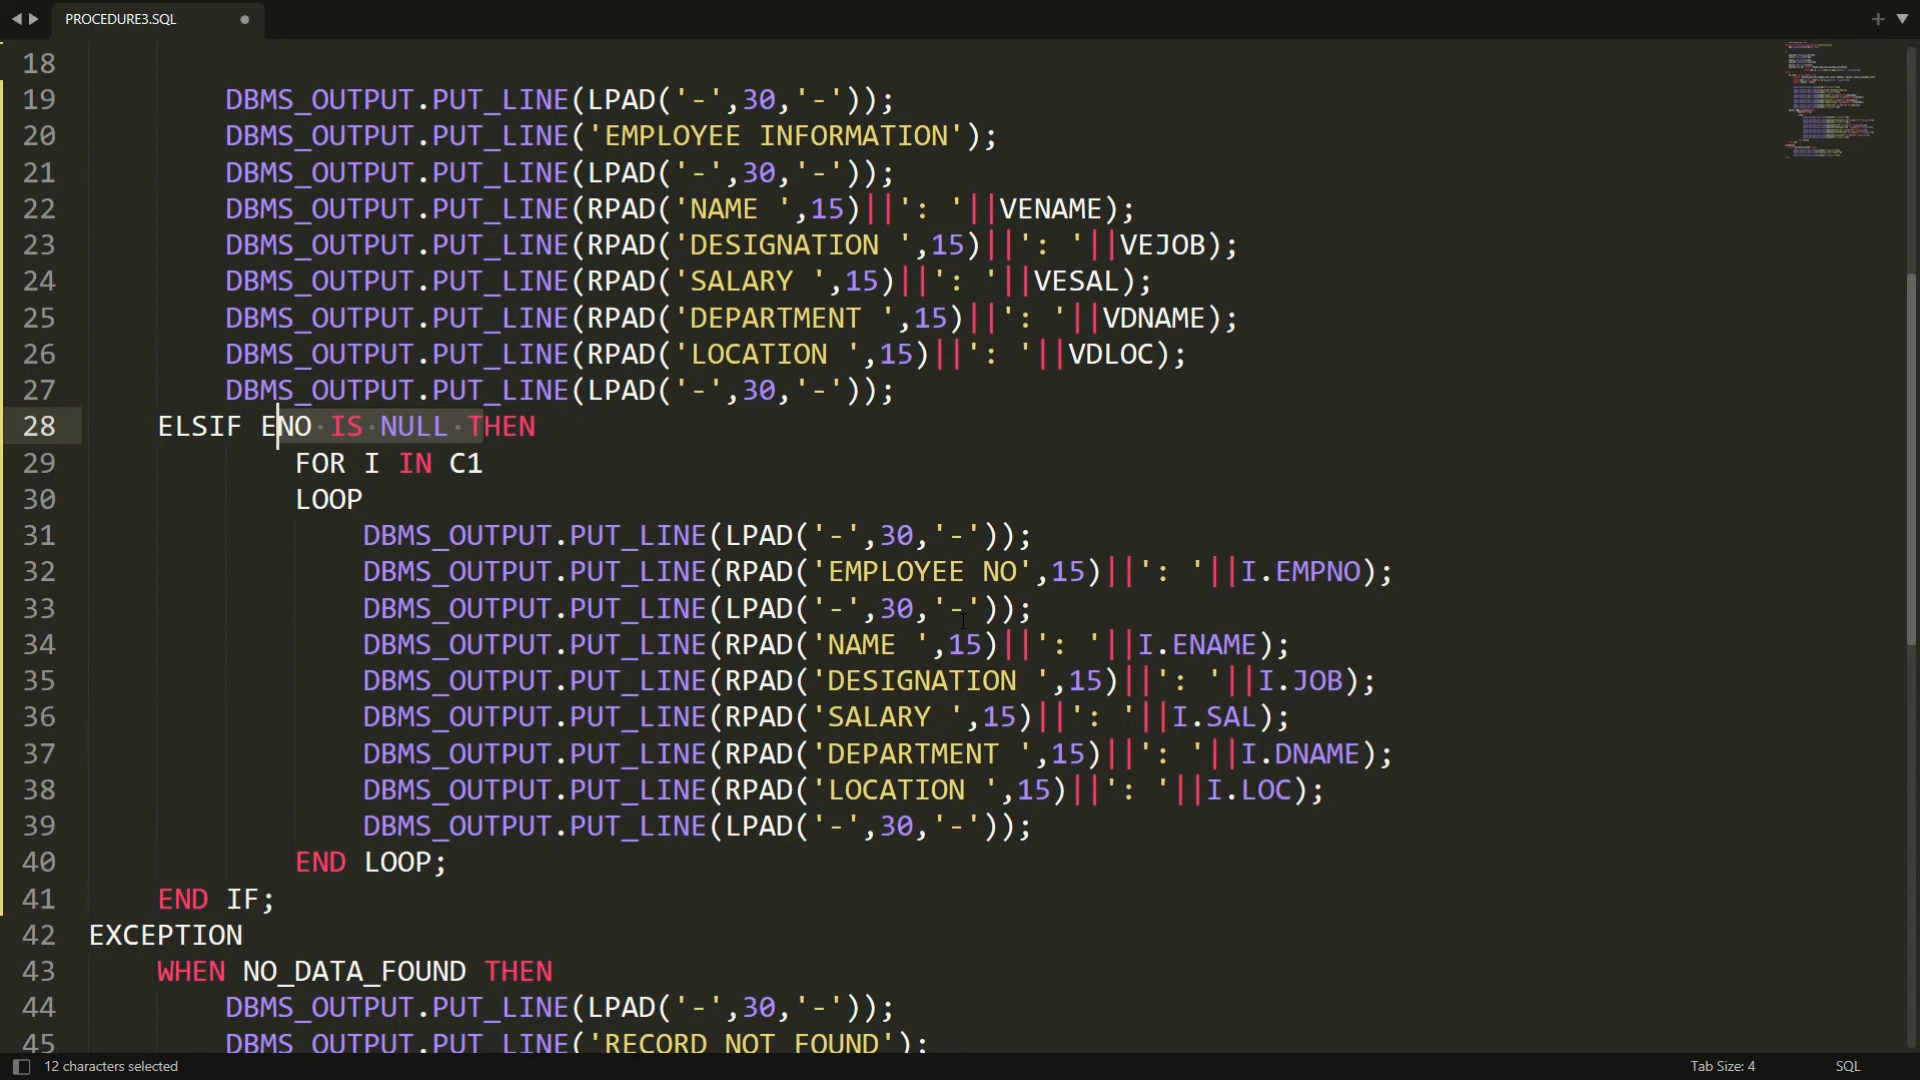 PROCEDURE3.SQL
18
19 DBMS_OUTPUT.PUT_LINE(LPAD('-',30,'-'));
20 DBMS_OUTPUT.PUT_LINE('EMPLOYEE INFORMATION');
21 DBMS_OUTPUT.PUT_LINE(LPAD('-',30,'-'));
22 DBMS_OUTPUT.PUT_LINE(RPAD('NAME ',15)||': '||VENAME);
23 DBMS_OUTPUT.PUT_LINE(RPAD('DESIGNATION ',15)||': '||VEJOB);
24 DBMS_OUTPUT.PUT_LINE(RPAD('SALARY ',15)||': '||VESAL);
25 DBMS_OUTPUT.PUT_LINE(RPAD('DEPARTMENT ',15)||': '||VDNAME);
26 DBMS_OUTPUT.PUT_LINE(RPAD('LOCATION ',15)||': '||VDLOC);
27 DBMS_OUTPUT.PUT_LINE(LPAD('-',30,'-'));
28 ELSIF ENO IS NULL THEN
29 FOR I IN C1
30 LOOP
31 DBMS_OUTPUT.PUT_LINE(LPAD('-',30,'-'));
32 DBMS_OUTPUT.PUT_LINE(RPAD('EMPLOYEE NO',15)||': '||I.EMPNO);
33 DBMS_OUTPUT.PUT_LINE(LPAD('-',30,'-'));
34 DBMS_OUTPUT.PUT_LINE(RPAD('NAME ',15)||': '||I.ENAME);
35 DBMS_OUTPUT.PUT_LINE(RPAD('DESIGNATION ',15)||': '||I.JOB);
36 DBMS_OUTPUT.PUT_LINE(RPAD('SALARY ',15)||': '||I.SAL);
37 DBMS_OUTPUT.PUT_LINE(RPAD('DEPARTMENT ',15)||': '||I.DNAME);
38 DBMS_OUTPUT.PUT_LINE(RPAD('LOCATION ',15)||': '||I.LOC);
39 DBMS_OUTPUT.PUT_LINE(LPAD('-',30,'-'));
40 END LOOP;
41 END IF;
42 EXCEPTION
43 WHEN NO_DATA_FOUND THEN
44 DBMS_OUTPUT.PUT_LINE(LPAD('-',30,'-'));
45 DBMS_OUTPUT.PUT_LINE('RECORD NOT FOUND');
12 characters selected
Tab Size: 4
SQL